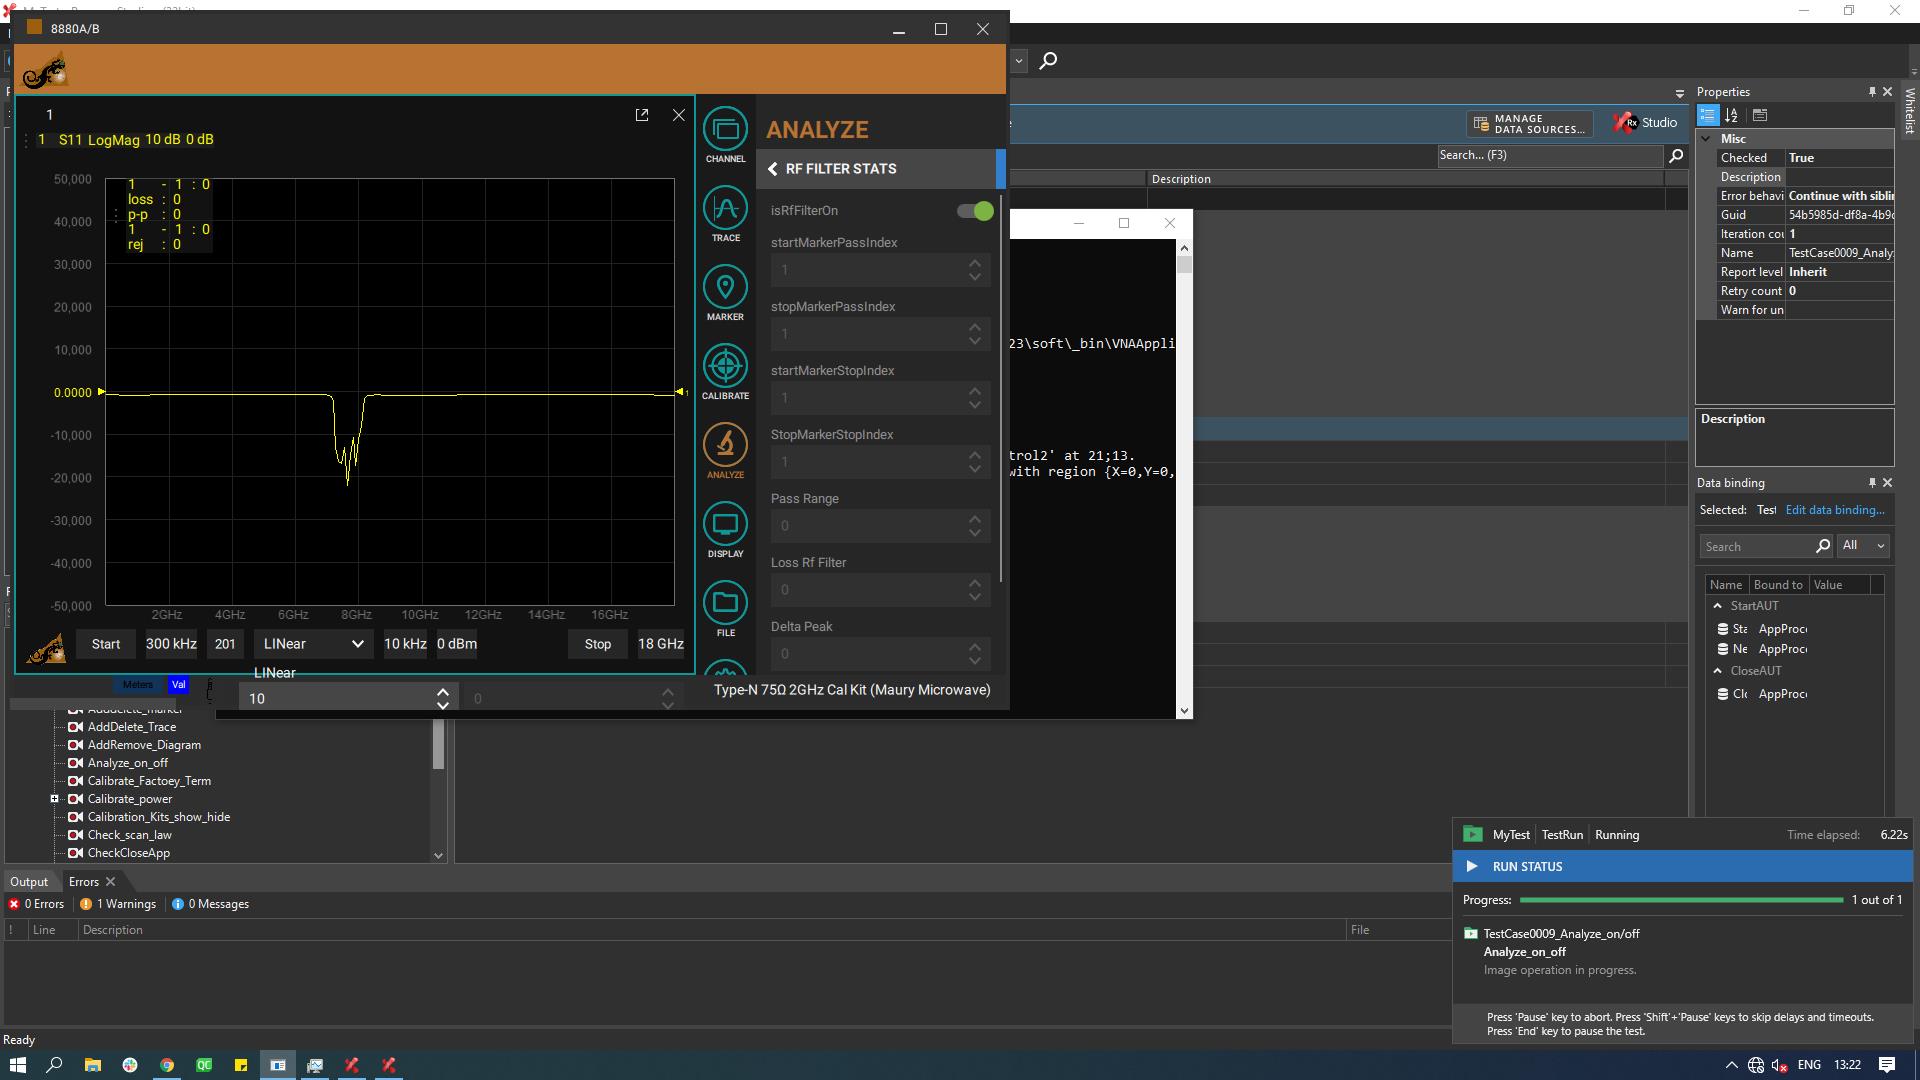 8880A/B
1
1 S11 LogMag 10 dB 0 dB
50,000
40,000
30,000
20,000
10,000
0.0000
-10,000
-20,000
-30,000
-40,000
-50,000
1 - 1 : 0
loss : 0
p-p : 0
1 - 1 : 0
rej : 0
1
2GHz 4GHz 6GHz 8GHz 10GHz 12GHz 14GHz 16GHz
Start 300 kHz 201 LINear 10 kHz 0 dBm Stop 18 GHz
LINear
Meters Val
10
0
Type-N 75Ω 2GHz Cal Kit (Maury Microwave)
CHANNEL
TRACE
MARKER
CALIBRATE
ANALYZE
DISPLAY
FILE
ANALYZE
RF FILTER STATS
isRfFilterOn
startMarkerPassIndex
1
stopMarkerPassIndex
1
startMarkerStopIndex
1
StopMarkerStopIndex
1
Pass Range
0
Loss Rf Filter
0
Delta Peak
0
23\soft\_bin\VNAAppli
trol2' at 21;13.
with region {X=0,Y=0,
MANAGE
DATA SOURCES...
Rx Studio
Search... (F3)
Description
Properties
Whitelist
Misc
Checked True
Description
Error behavi Continue with siblin
Guid 54b5985d-df8a-4b9c
Iteration cou 1
Name TestCase0009_Analy
Report level Inherit
Retry count 0
Warn for un
Description
Data binding
Selected: Test Edit data binding...
Search All
Name Bound to Value
StartAUT
Sta AppProce
Ne AppProce
CloseAUT
Clo AppProce
AddDelete_Trace
AddRemove_Diagram
Analyze_on_off
Calibrate_Factoey_Term
Calibrate_power
Calibration_Kits_show_hide
Check_scan_law
CheckCloseApp
Output Errors
0 Errors 1 Warnings 0 Messages
! Line Description File
Ready
MyTest TestRun Running Time elapsed: 6.22s
RUN STATUS
Progress: 1 out of 1
TestCase0009_Analyze_on/off
Analyze_on_off
Image operation in progress.
Press 'Pause' key to abort. Press 'Shift'+'Pause' keys to skip delays and timeouts.
Press 'End' key to pause the test.
QC
ENG 13:22